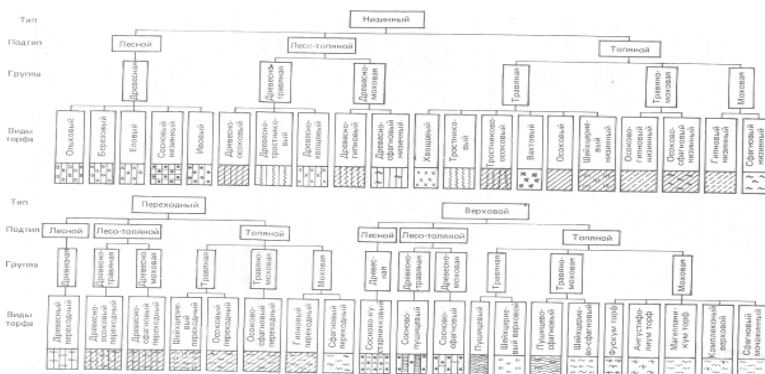 Тип
Низинный
Подтип
Лесной
Лесо-топяной
Топяной
Группа
Древесная
Древесно-травяная
Древесно-моховая
Травяная
Травяно-моховая
Моховая
Виды торфа
Ольховый
Березовый
Еловый
Сосновый низинный
Ивовый
Древесно-осоковый
Древесно-тростниковый
Древесно-хвощевый
Древесно-гипновый
Древесно-сфагновый низинный
Хвощевый
Тростниковый
Тростниково-осоковый
Вахтовый
Осоковый
Шейхцериевый низинный
Осоково-гипновый низинный
Осоково-сфагновый низинный
Гипновый низинный
Сфагновый низинный
Тип
Переходный
Верховой
Подтип
Лесной
Лесо-топяной
Топяной
Лесной
Лесо-топяной
Топяной
Группа
Древесная
Древесно-травяная
Древесно-моховая
Травяная
Травяно-моховая
Моховая
Древесная
Древесно-травяная
Древесно-моховая
Травяная
Травяно-моховая
Моховая
Виды торфа
Древесный переходный
Древесно-осоковый переходный
Древесно-сфагновый переходный
Шейхцериевый переходный
Осоковый переходный
Осоково-сфагновый переходный
Гипновый переходный
Сфагновый переходный
Сосново-кустарничковый
Сосново-пушицевый
Сосново-сфагновый
Пушицевый
Шейхцериевый верховой
Пушицево-сфагновый
Шейхцериево-сфагновый
Фускум торф
Ангустифолиум торф
Магелланикум торф
Комплексный верховой
Сфагновый мочажинный